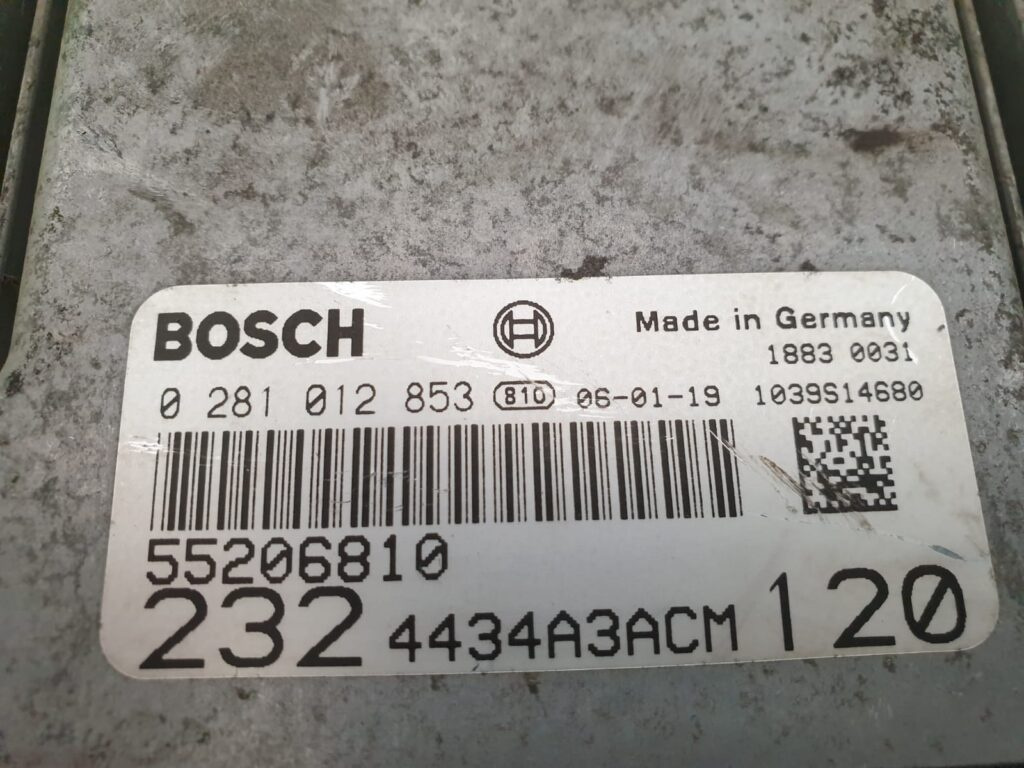 BOSCH
Made in Germany
1883 0031
0 281 012 853 810 06-01-19 1039S14680
55206810
232 4434A3ACM 120